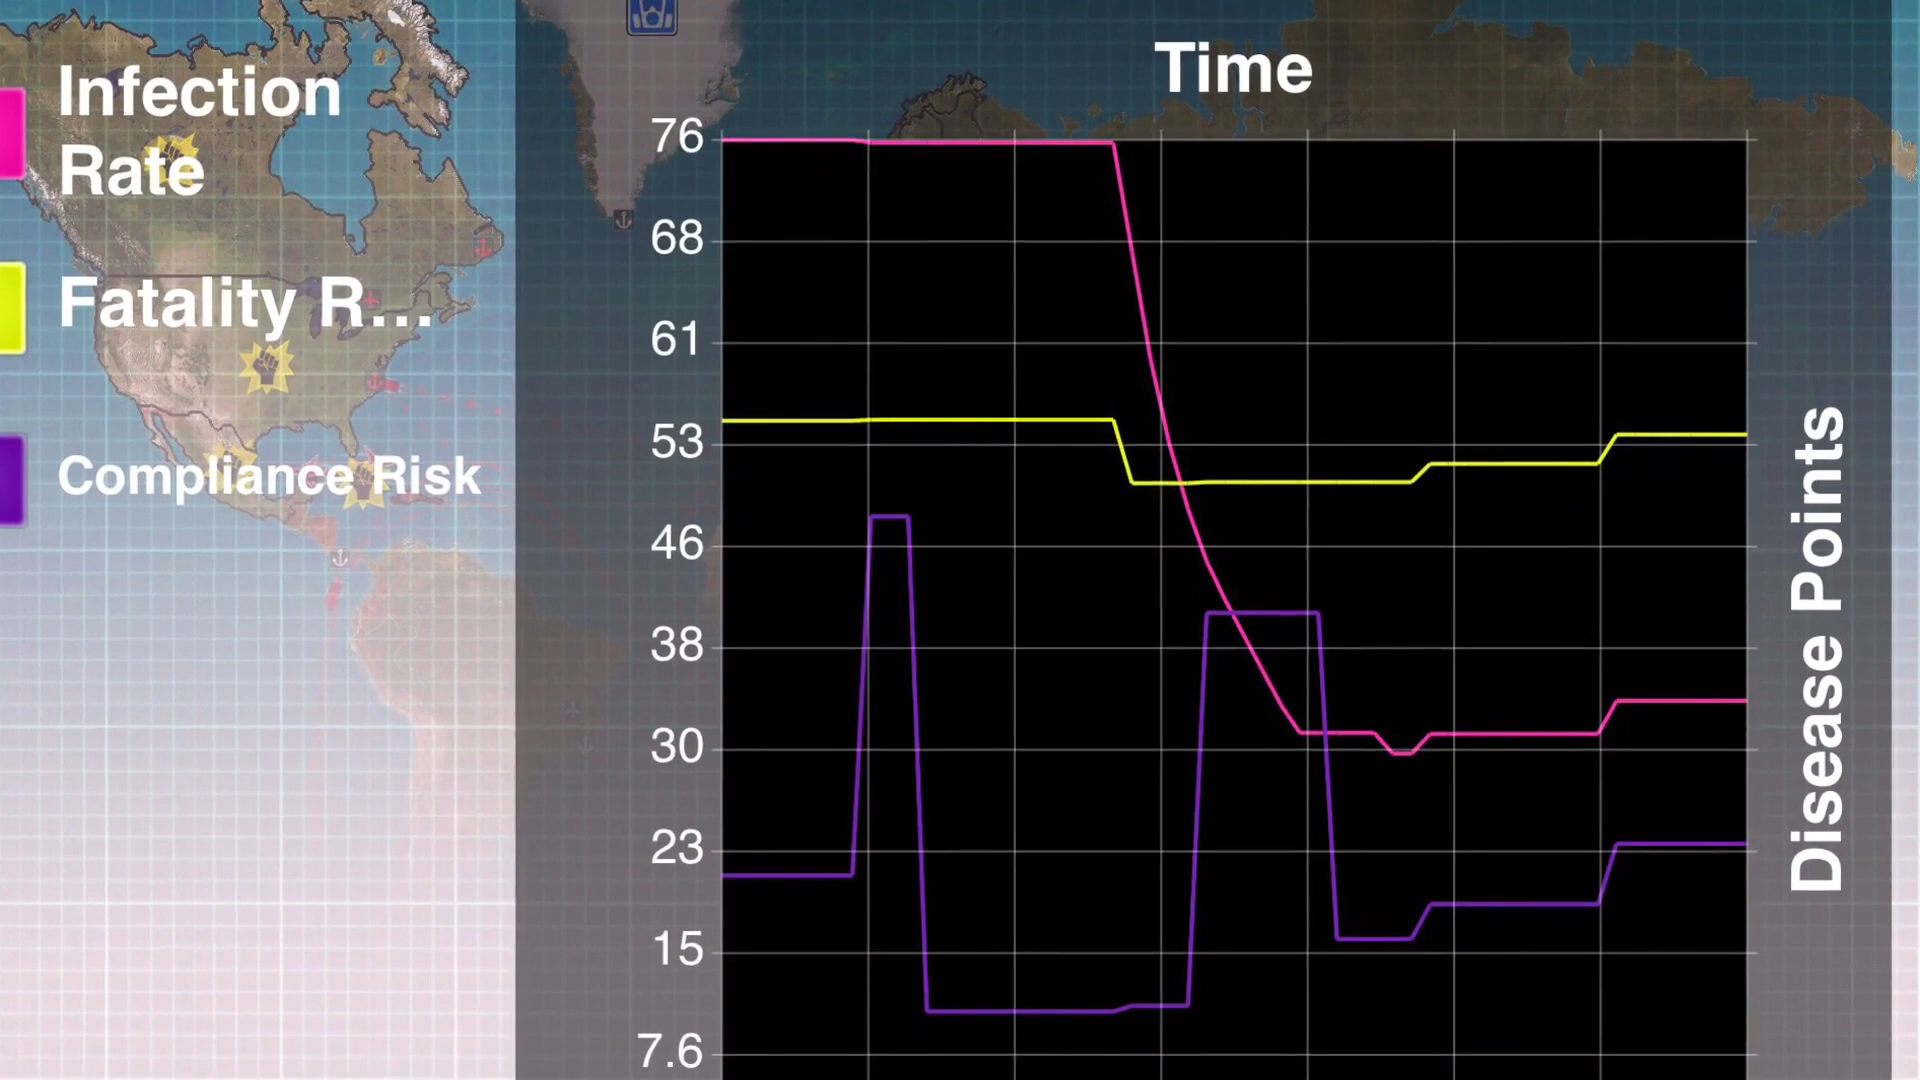 Infection
Rate
Fatality R...
Compliance Risk
Time
76
68
61
53
46
38
30
23
15
7.6
Disease Points